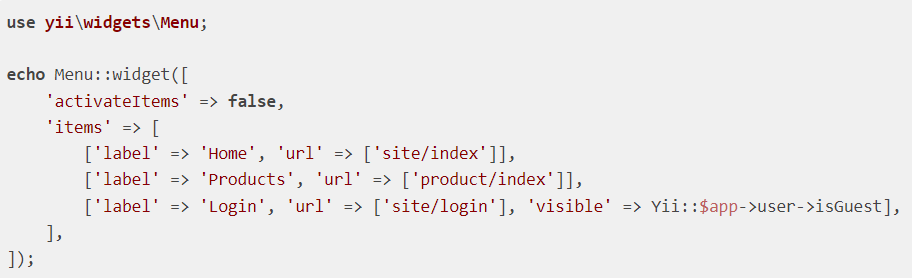 use yii\widgets\Menu;

echo Menu::widget([
    'activateItems' => false,
    'items' => [
        ['label' => 'Home', 'url' => ['site/index']],
        ['label' => 'Products', 'url' => ['product/index']],
        ['label' => 'Login', 'url' => ['site/login'], 'visible' => Yii::$app->user->isGuest],
    ],
]);